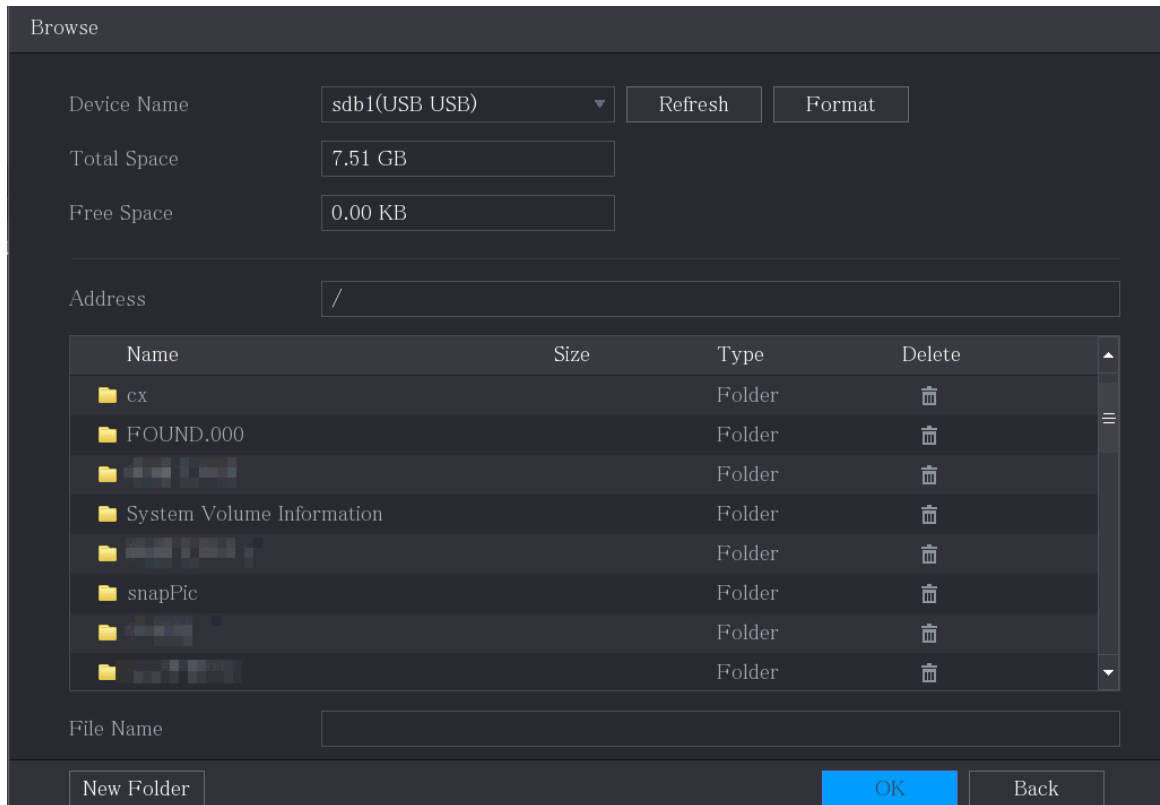 Browse
Device Name sdb1(USB USB) Refresh Format
Total Space 7.51 GB
Free Space 0.00 KB
Address /
Name Size Type Delete
cx Folder
FOUND.000 Folder
Folder
System Volume Information Folder
Folder
snapPic Folder
Folder
Folder
File Name
New Folder OK Back